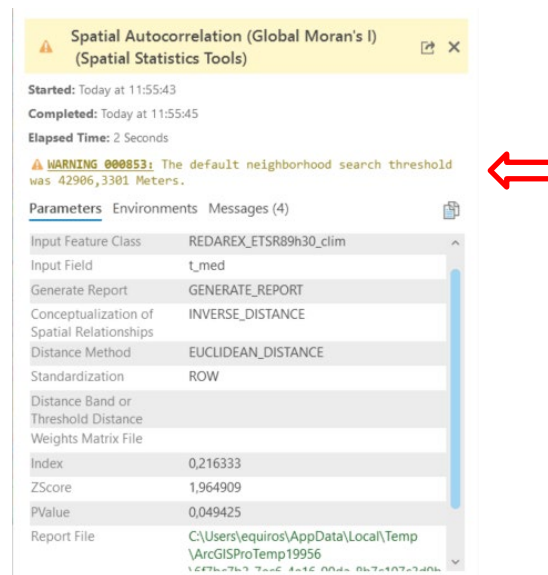 Spatial Autocorrelation (Global Moran's I)
(Spatial Statistics Tools)
Started: Today at 11:55:43
Completed: Today at 11:55:45
Elapsed Time: 2 Seconds
WARNING 000853: The default neighborhood search threshold
was 42906,3301 Meters.
Parameters Environments Messages (4)
Input Feature Class REDAREX_ETSR89h30_clim
Input Field t_med
Generate Report GENERATE_REPORT
Conceptualization of INVERSE_DISTANCE
Spatial Relationships
Distance Method EUCLIDEAN_DISTANCE
Standardization ROW
Distance Band or
Threshold Distance
Weights Matrix File
Index 0,216333
ZScore 1,964909
PValue 0,049425
Report File C:\Users\equiros\AppData\Local\Temp
\ArcGISProTemp19956